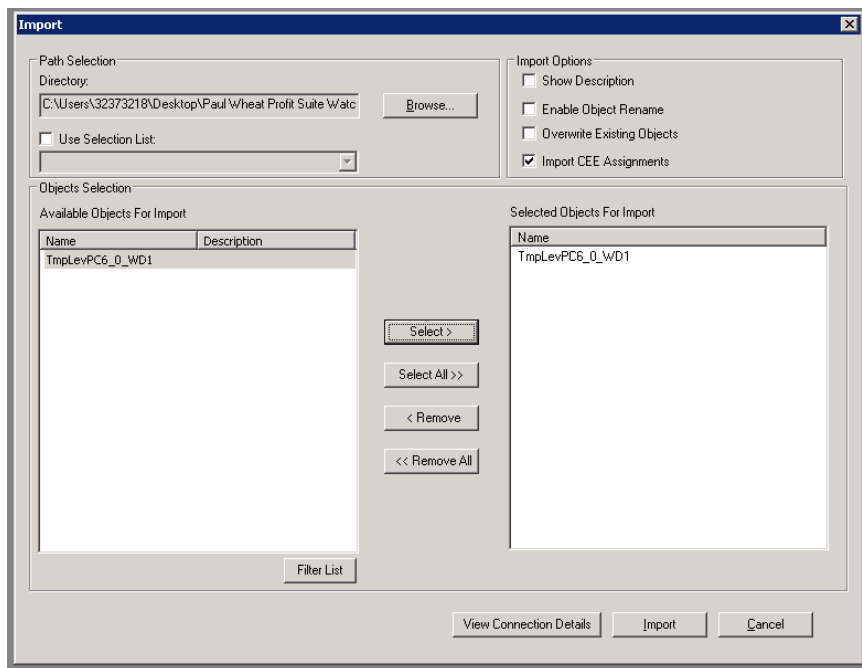 Import
Path Selection
Directory:
C:\Users\32373218\Desktop\Paul Wheat Profit Suite Watc
Browse...
Use Selection List:
Import Options
Show Description
Enable Object Rename
Overwrite Existing Objects
Import CEE Assignments
Objects Selection
Available Objects For Import
Name Description
TmpLevPC6_0_WD1
Select >
Select All >>
< Remove
<< Remove All
Filter List
Selected Objects For Import
Name
TmpLevPC6_0_WD1
View Connection Details Import Cancel